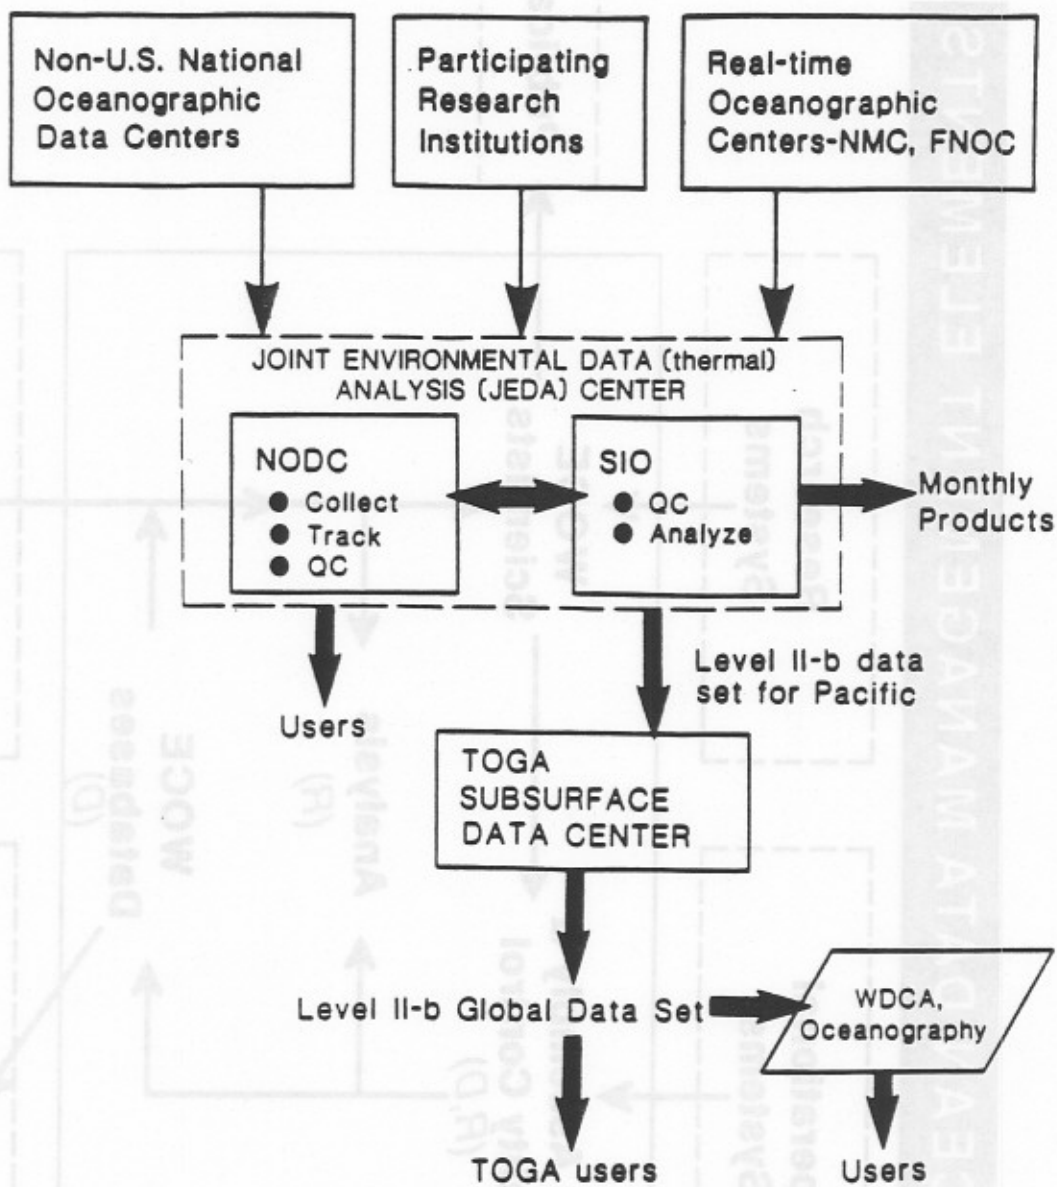 Non-U.S. National
Oceanographic
Data Centers
Participating
Research
Institutions
Real-time
Oceanographic
Centers-NMC, FNOC
JOINT ENVIRONMENTAL DATA (thermal)
ANALYSIS (JEDA) CENTER
NODC
● Collect
● Track
● QC
SIO
● QC
● Analyze
Monthly
Products
Users
Level II-b data
set for Pacific
TOGA
SUBSURFACE
DATA CENTER
Level II-b Global Data Set
WDCA,
Oceanography
TOGA users
Users